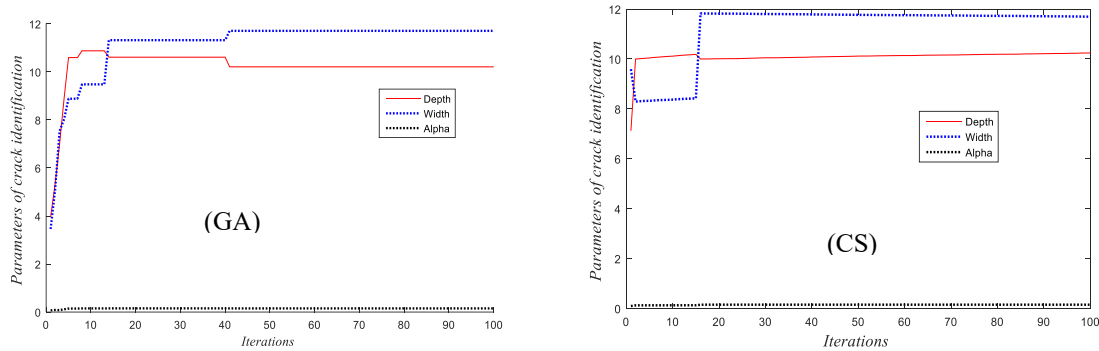 Parameters of crack identification
12
10
8
6
4
2
0
0 10 20 30 40 50 60 70 80 90 100
Iterations
Depth
Width
Alpha
(GA)
Parameters of crack identification
12
10
8
6
4
2
0
0 10 20 30 40 50 60 70 80 90 100
Iterations
Depth
Width
Alpha
(CS)